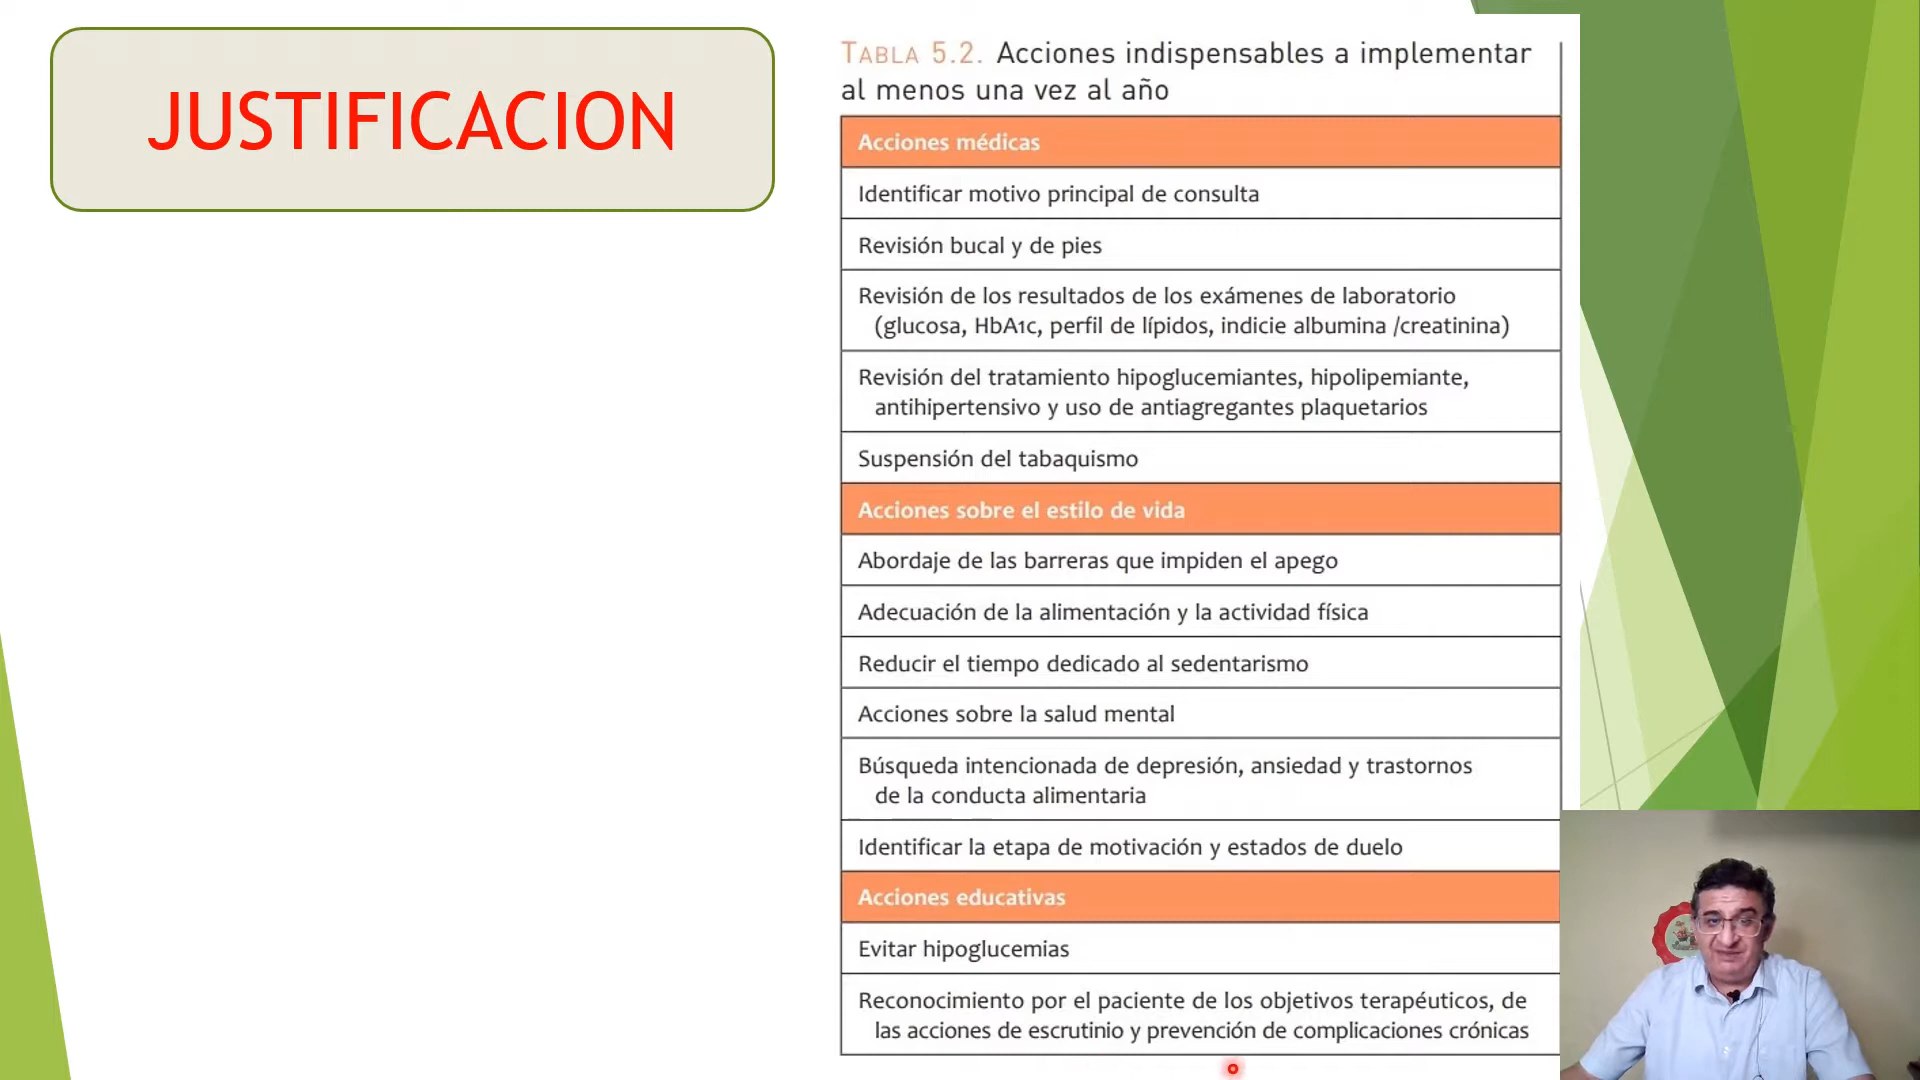 JUSTIFICACION
TABLA 5.2. Acciones indispensables a implementar
al menos una vez al año
Acciones médicas
Identificar motivo principal de consulta
Revisión bucal y de pies
Revisión de los resultados de los exámenes de laboratorio
(glucosa, HbA1c, perfil de lípidos, indicie albumina /creatinina)
Revisión del tratamiento hipoglucemiantes, hipolipemiante,
antihipertensivo y uso de antiagregantes plaquetarios
Suspensión del tabaquismo
Acciones sobre el estilo de vida
Abordaje de las barreras que impiden el apego
Adecuación de la alimentación y la actividad física
Reducir el tiempo dedicado al sedentarismo
Acciones sobre la salud mental
Búsqueda intencionada de depresión, ansiedad y trastornos
de la conducta alimentaria
Identificar la etapa de motivación y estados de duelo
Acciones educativas
Evitar hipoglucemias
Reconocimiento por el paciente de los objetivos terapéuticos, de
las acciones de escrutinio y prevención de complicaciones crónicas